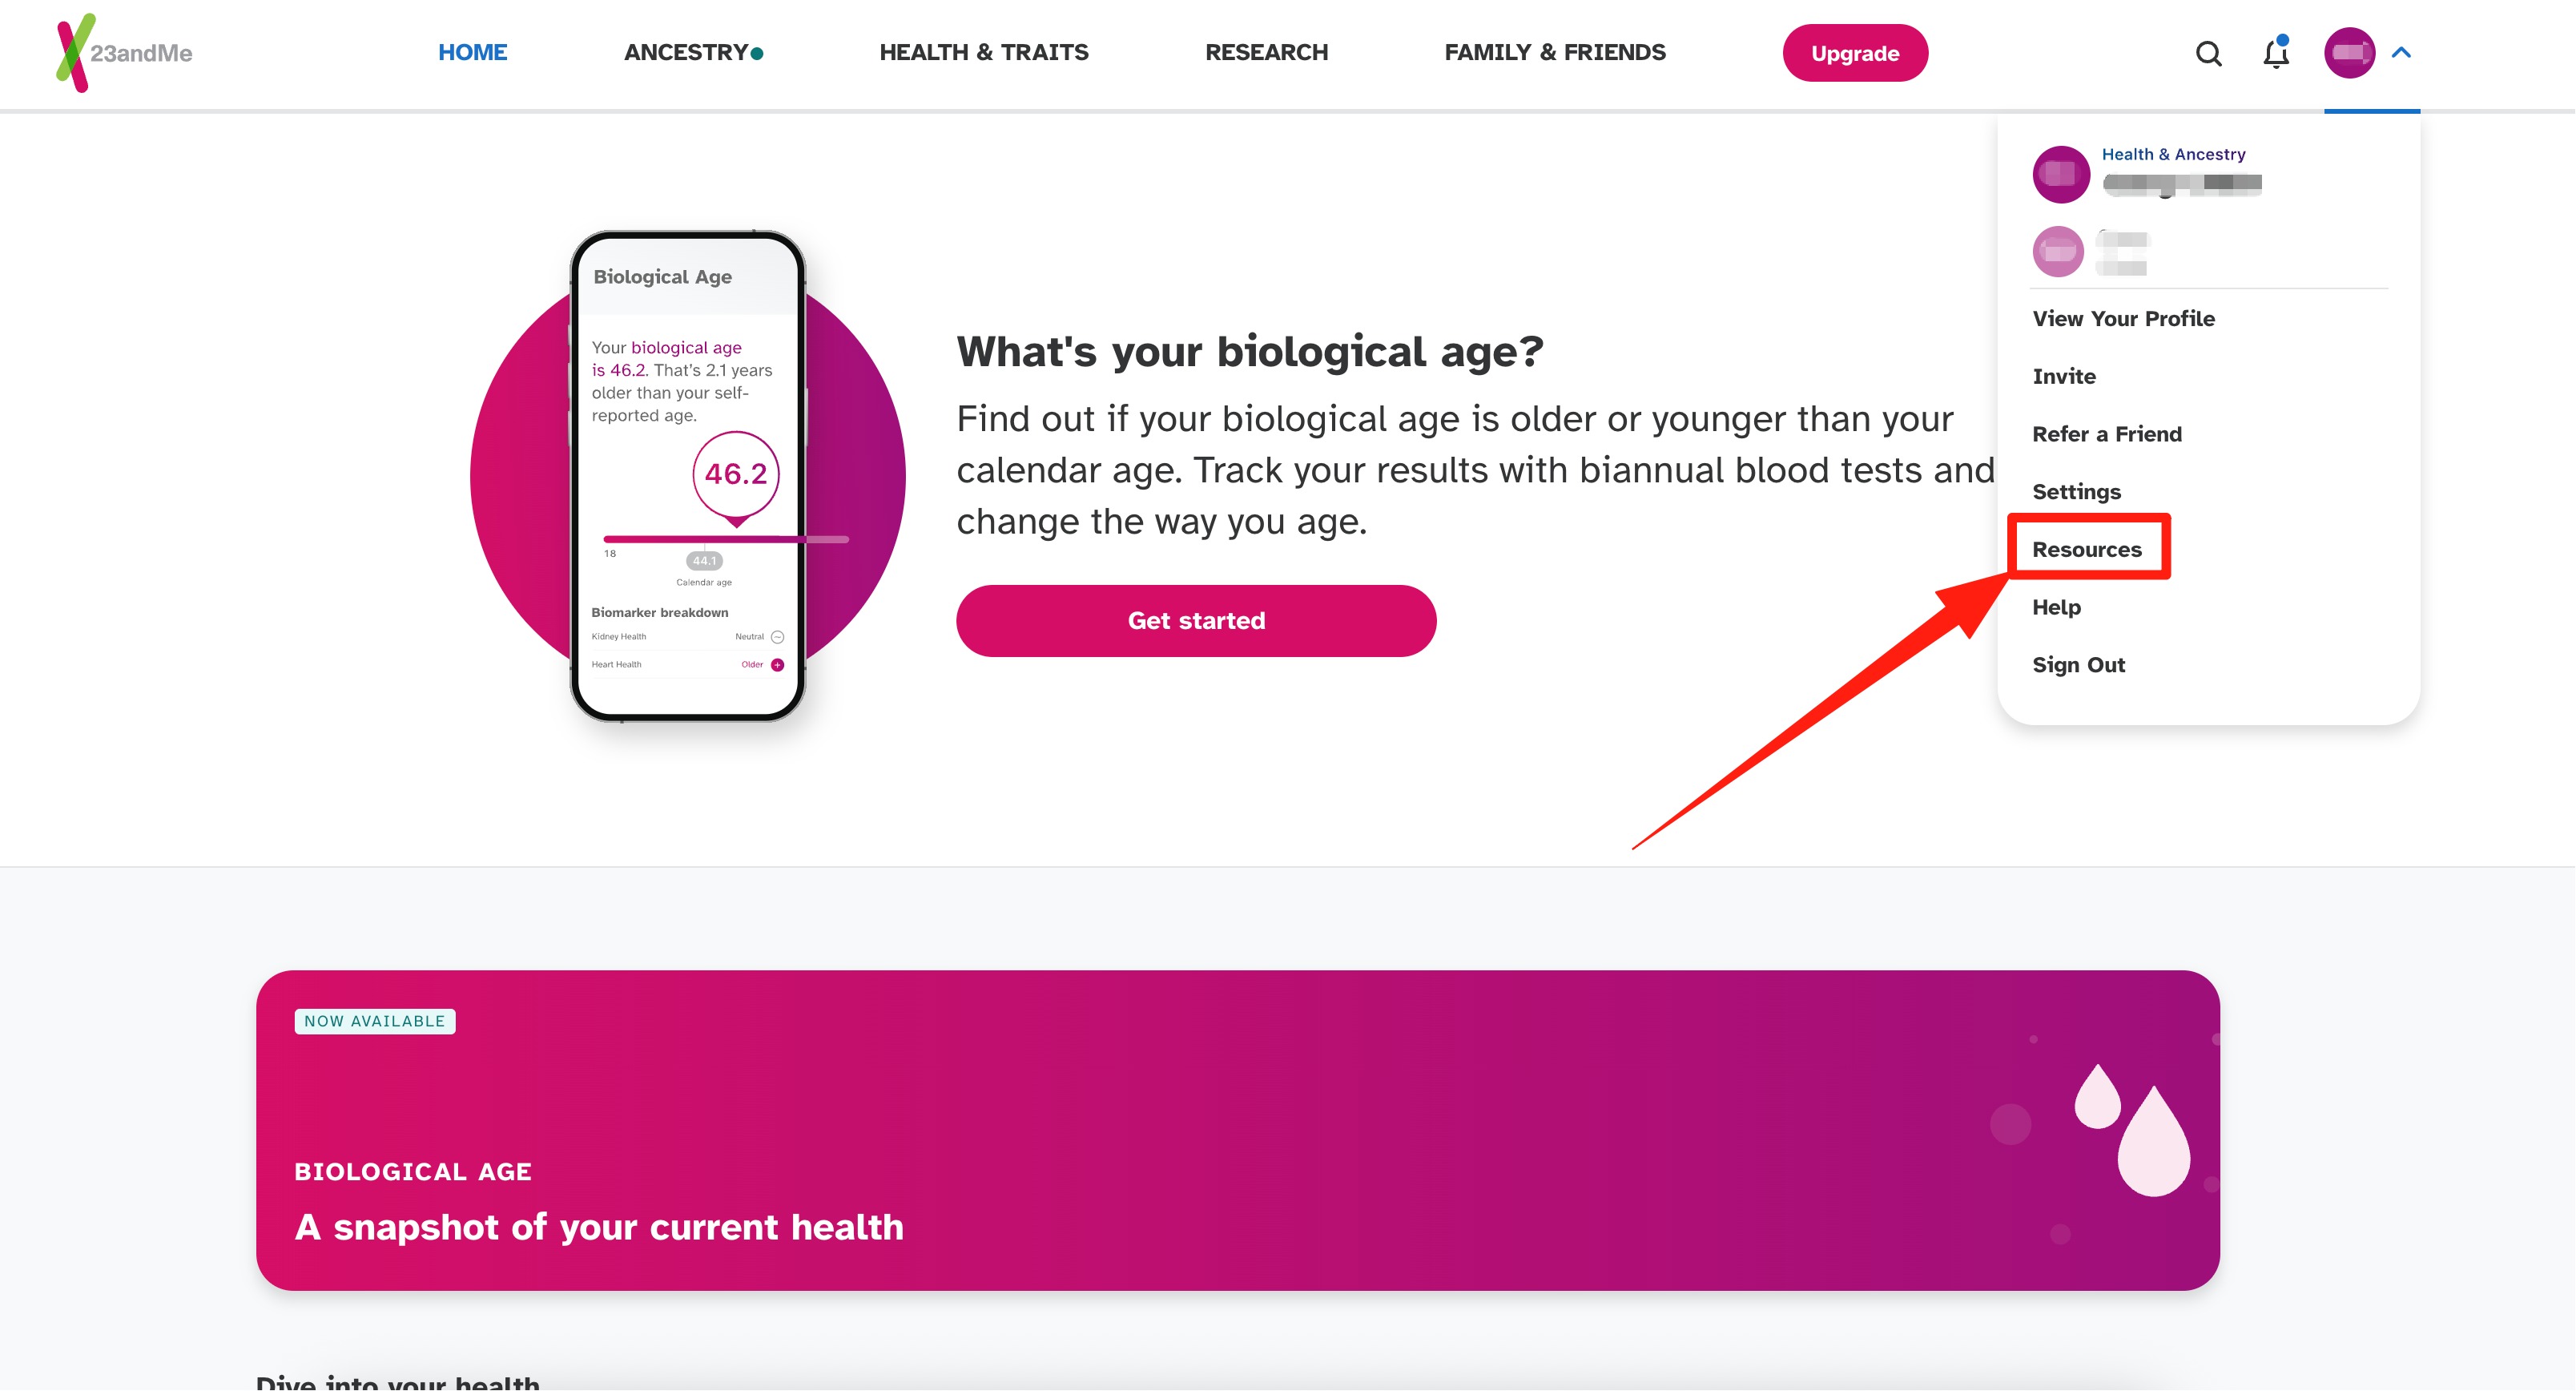 23andMe
HOME
ANCESTRY
HEALTH & TRAITS
RESEARCH
FAMILY & FRIENDS
Upgrade
Health & Ancestry
View Your Profile
Invite
Refer a Friend
Settings
Resources
Help
Sign Out
Biological Age
Your biological age
is 46.2. That's 2.1 years
older than your self-
reported age.
46.2
18
44.1
Calendar age
Biomarker breakdown
Kidney Health Neutral
Heart Health Older
What's your biological age?
Find out if your biological age is older or younger than your
calendar age. Track your results with biannual blood tests and
change the way you age.
Get started
NOW AVAILABLE
BIOLOGICAL AGE
A snapshot of your current health
Dive into your health